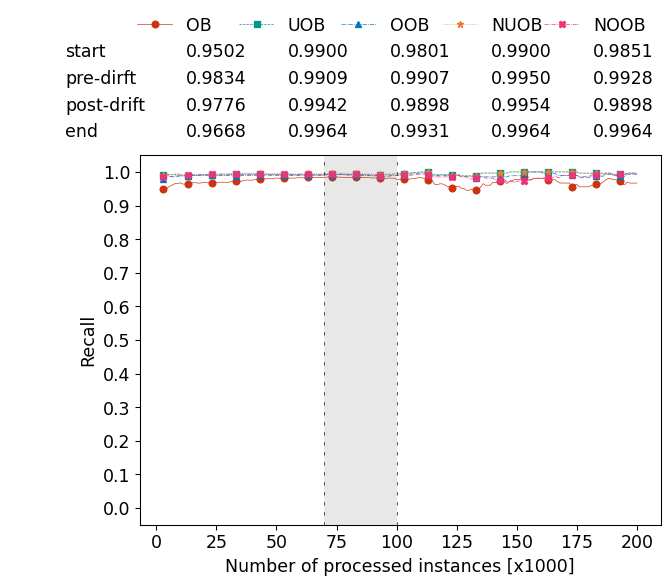 OB UOB OOB NUOB NOOB
start 0.9502 0.9900 0.9801 0.9900 0.9851
pre-dirft 0.9834 0.9909 0.9907 0.9950 0.9928
post-drift 0.9776 0.9942 0.9898 0.9954 0.9898
end 0.9668 0.9964 0.9931 0.9964 0.9964
1.0
0.9
0.8
0.7
0.6
0.5
0.4
0.3
0.2
0.1
0.0
Recall
0 25 50 75 100 125 150 175 200
Number of processed instances [x1000]